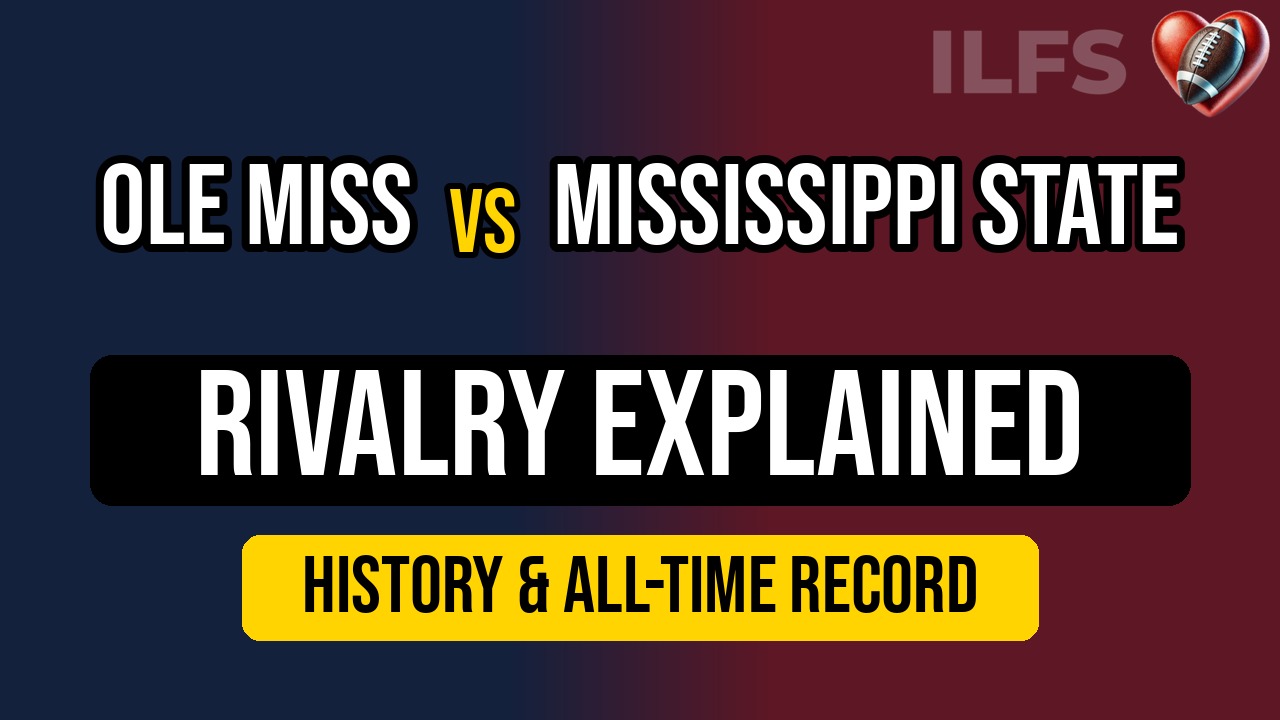 ILFS
OLE MISS VS MISSISSIPPI STATE
RIVALRY EXPLAINED
HISTORY & ALL-TIME RECORD